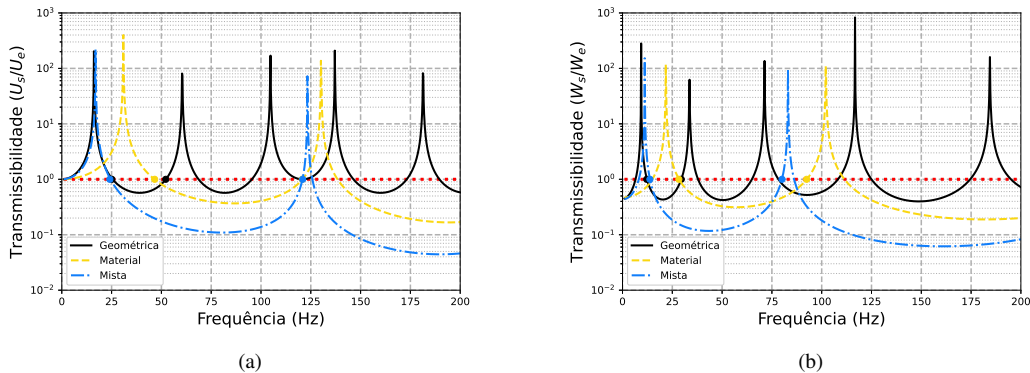 10³
10²
10¹
10⁰
10⁻¹
10⁻²
Transmissibilidade (Uₛ/Uₑ)
Geométrica
Material
Mista
0 25 50 75 100 125 150 175 200
Frequência (Hz)
(a)
10³
10²
10¹
10⁰
10⁻¹
10⁻²
Transmissibilidade (Wₛ/Wₑ)
Geométrica
Material
Mista
0 25 50 75 100 125 150 175 200
Frequência (Hz)
(b)